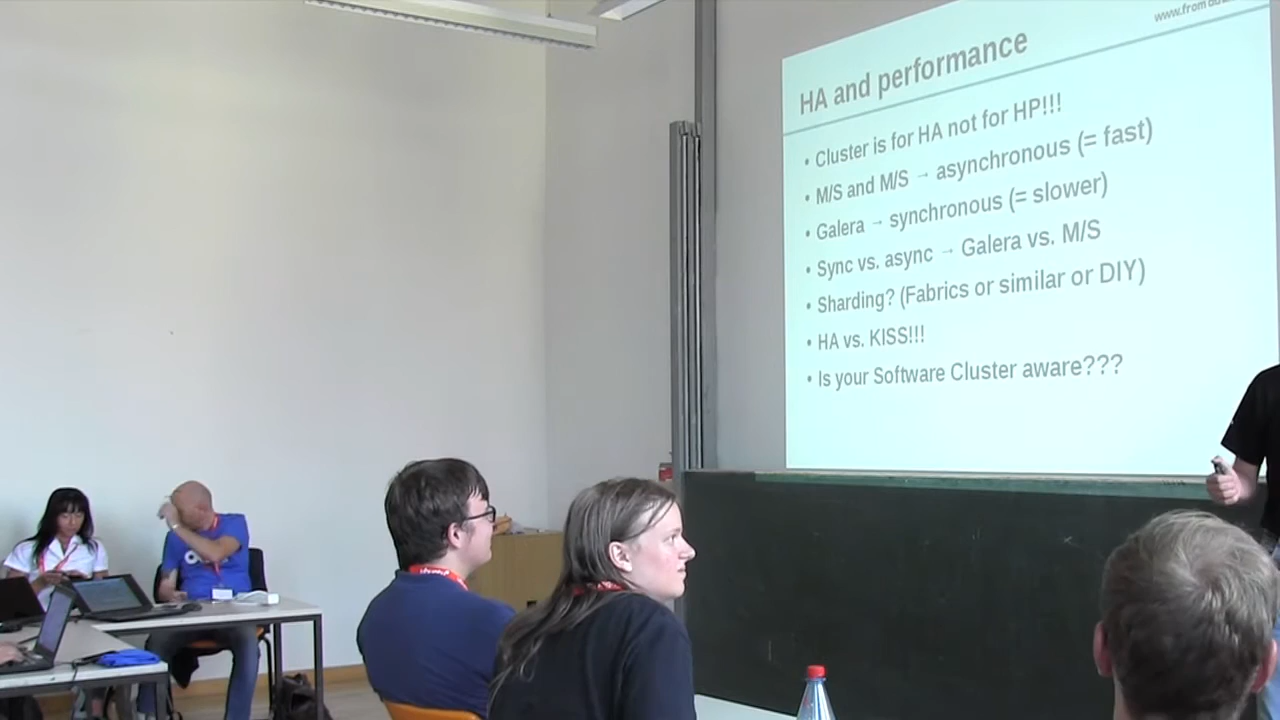 HA and performance
• Cluster is for HA not for HP!!!
• M/S and M/S → asynchronous (= fast)
• Galera → synchronous (= slower)
• Sync vs. async → Galera vs. M/S
• Sharding? (Fabrics or similar or DIY)
• HA vs. KISS!!!
• Is your Software Cluster aware???